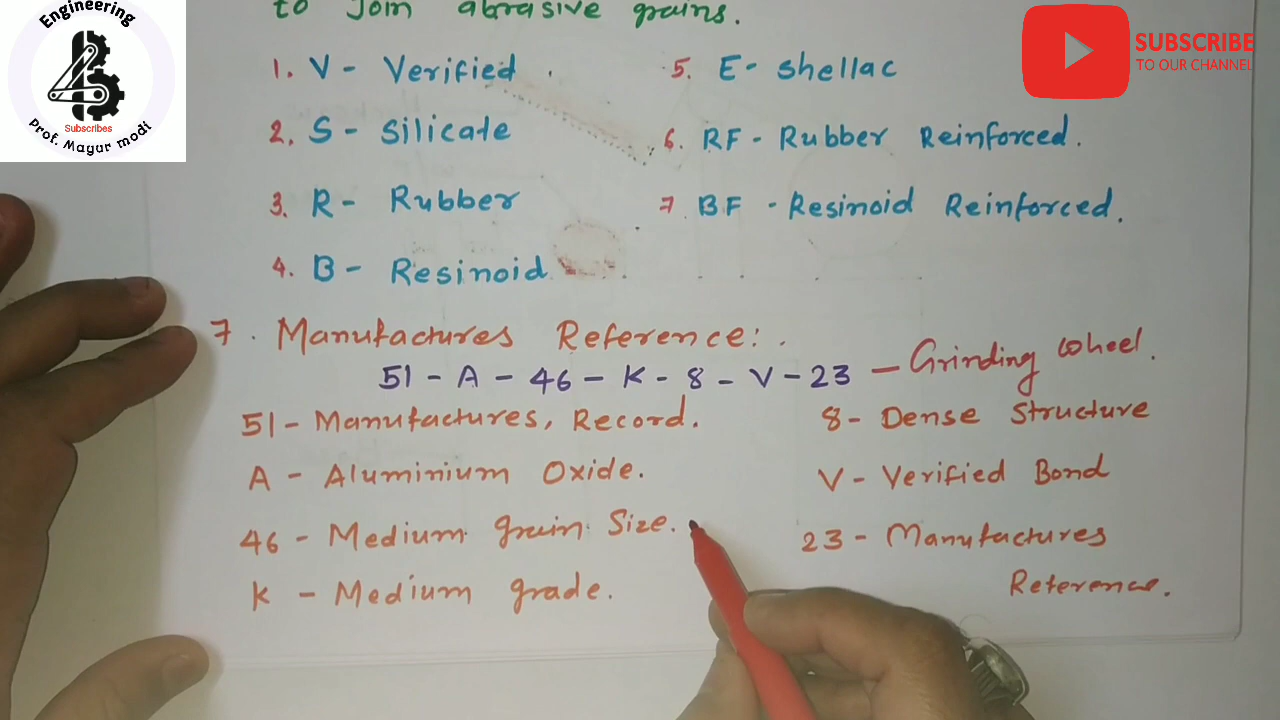 Engineering
Subscribes
Prof. Mayur modi
SUBSCRIBE
TO OUR CHANNEL
to Join abrasive grains.
1. V - Verified
2. S - Silicate
3. R - Rubber
4. B - Resinoid
5. E - shellac
6. RF - Rubber Reinforced.
7. BF - Resinoid Reinforced.
7. Manufactures Reference:
51 - A - 46 - K - 8 - V - 23 — Grinding wheel.
51 - Manufactures, Record.
A - Aluminium Oxide.
46 - Medium grain Size.
K - Medium grade.
8 - Dense Structure
V - Verified Bond
23 - Manufactures
Reference.